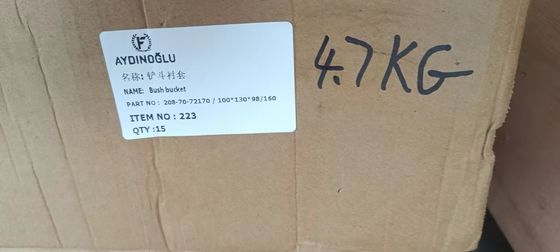 F
AYDINOĞLU
名称: 铲斗衬套
NAME: Bush bucket
PART NO : 208-70-72170 / 100*130*98/160
ITEM NO : 223
QTY :15
4.7KG